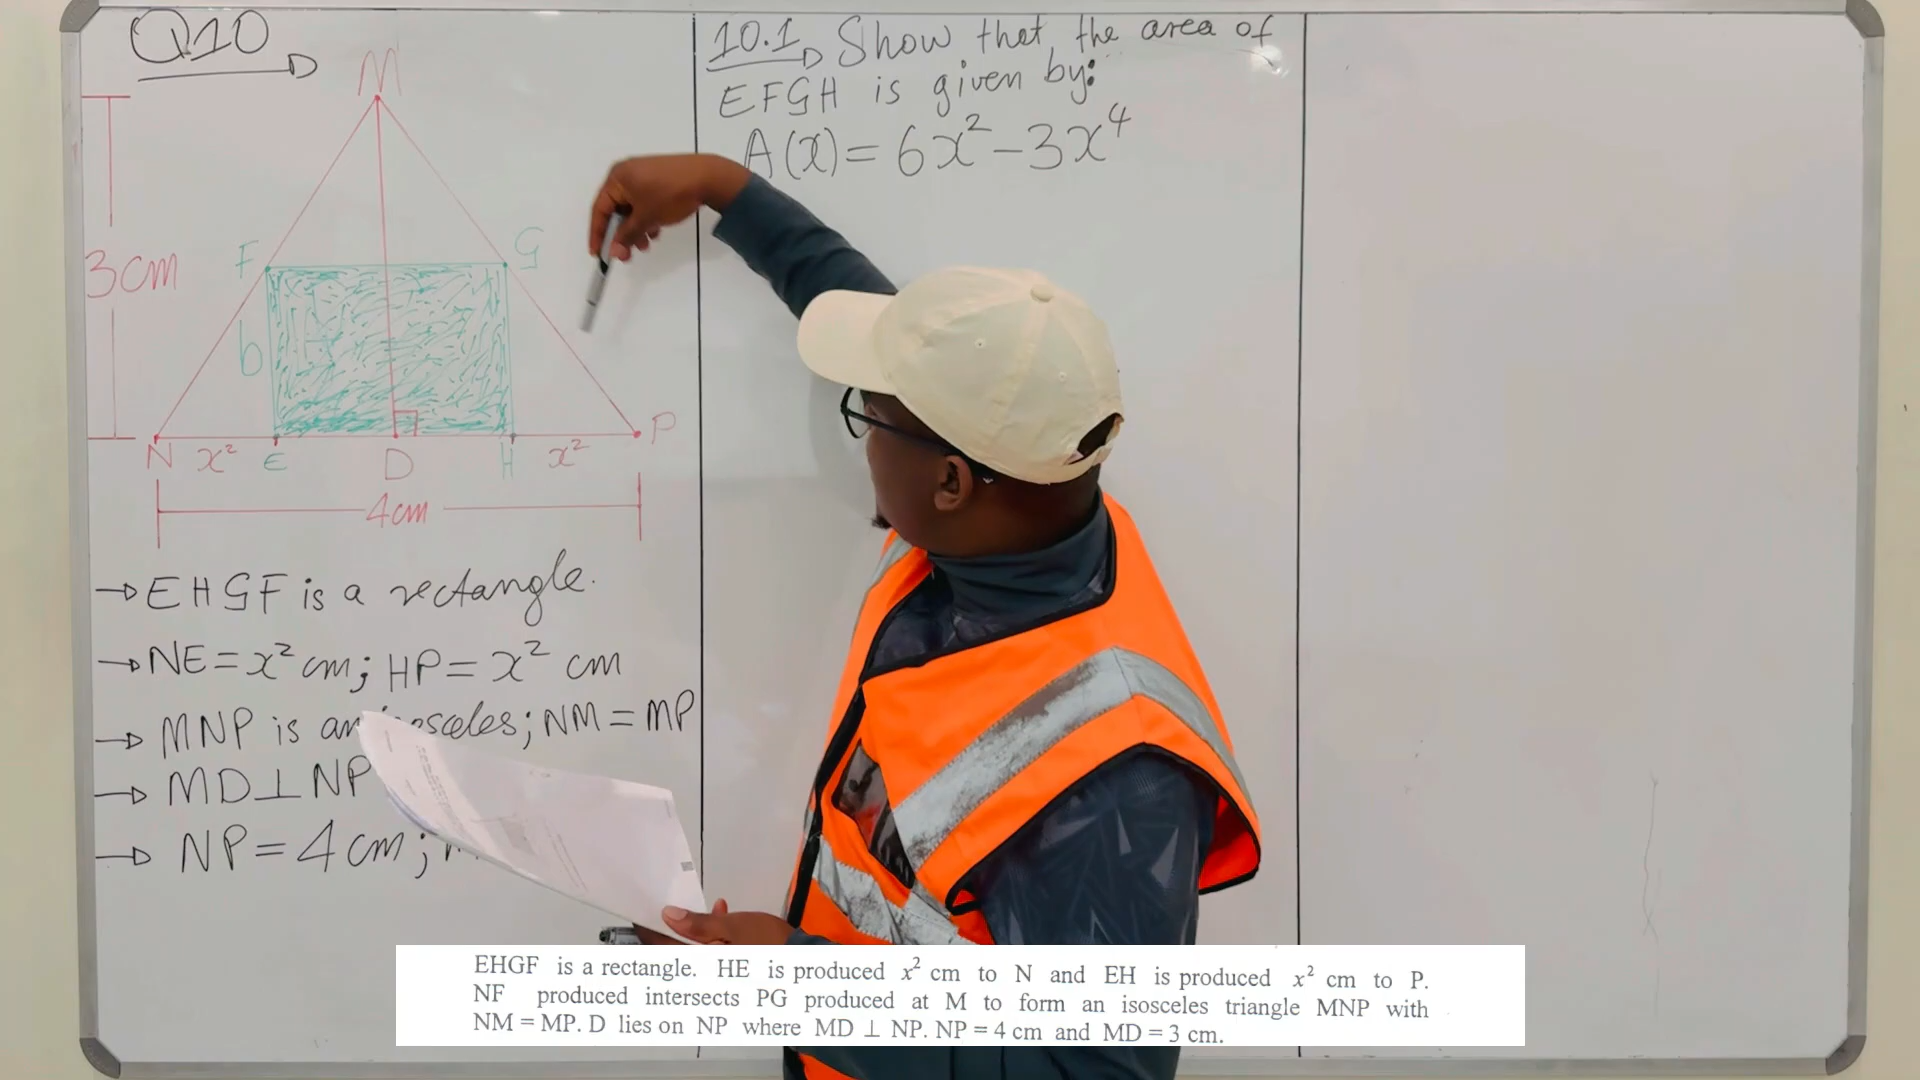 Q10
M
3cm
F
G
b
N
x²
E
D
H
x²
P
4cm
→ EHGF is a rectangle.
→ NE = x² cm; HP = x² cm
→ MNP is an isosceles; NM = MP
→ MD ⊥ NP
→ NP = 4 cm;
10.1 Show that the area of
EFGH is given by:
A(x) = 6x² - 3x⁴
EHGF is a rectangle. HE is produced x² cm to N and EH is produced x² cm to P.
NF produced intersects PG produced at M to form an isosceles triangle MNP with
NM = MP. D lies on NP where MD ⊥ NP. NP = 4 cm and MD = 3 cm.